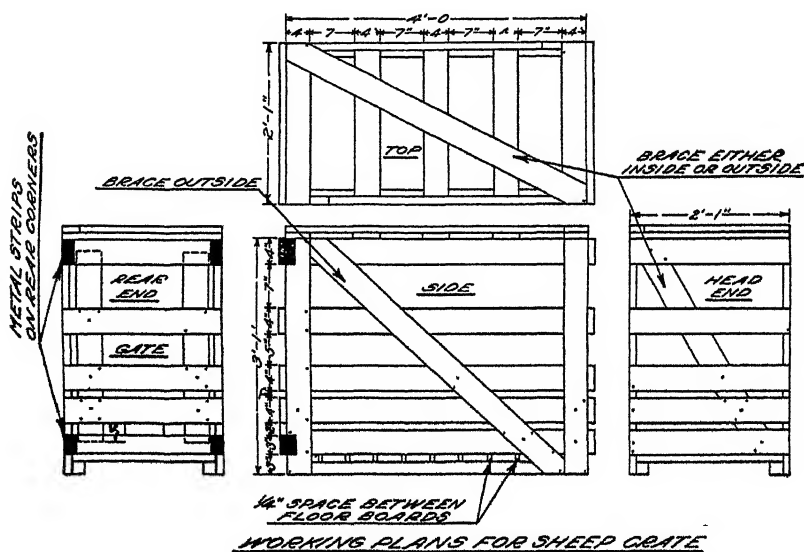 4'-0
4 7 4" 7" 4 7" 4 7" 4
2'-1"
TOP
BRACE OUTSIDE
BRACE EITHER
INSIDE OR OUTSIDE
METAL STRIPS
ON REAR CORNERS
REAR
END
GATE
3'-1"
SIDE
2'-1"
HEAD
END
1/4" SPACE BETWEEN
FLOOR BOARDS
WORKING PLANS FOR SHEEP CRATE